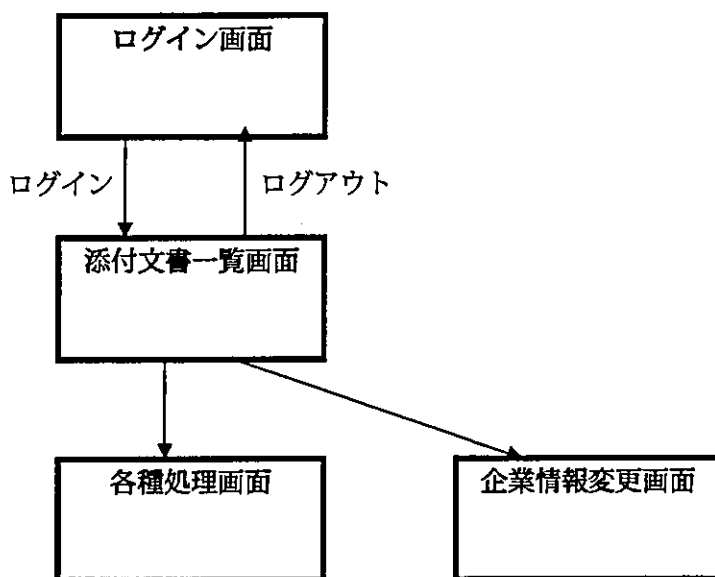 ログイン画面
ログイン
ログアウト
添付文書一覧画面
各種処理画面
企業情報変更画面